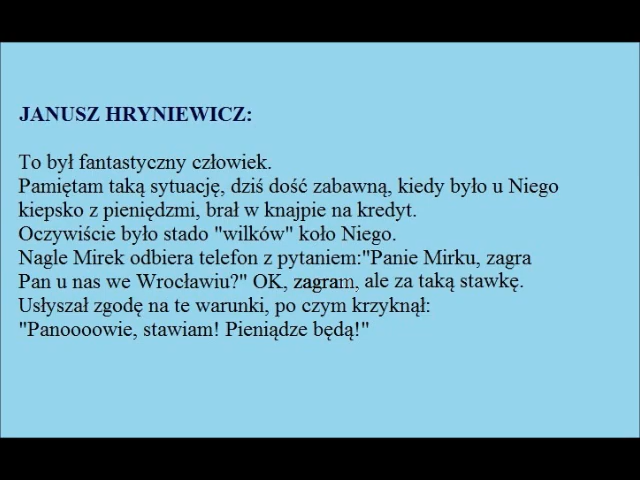 JANUSZ HRYNIEWICZ:
To był fantastyczny człowiek.
Pamiętam taką sytuację, dziś dość zabawną, kiedy było u Niego
kiepsko z pieniędzmi, brał w knajpie na kredyt.
Oczywiście było stado "wilków" koło Niego.
Nagle Mirek odbiera telefon z pytaniem:"Panie Mirku, zagra
Pan u nas we Wrocławiu?" OK, zagram, ale za taką stawkę.
Usłyszał zgodę na te warunki, po czym krzyknął:
"Panoooowie, stawiam! Pieniądze będą!"